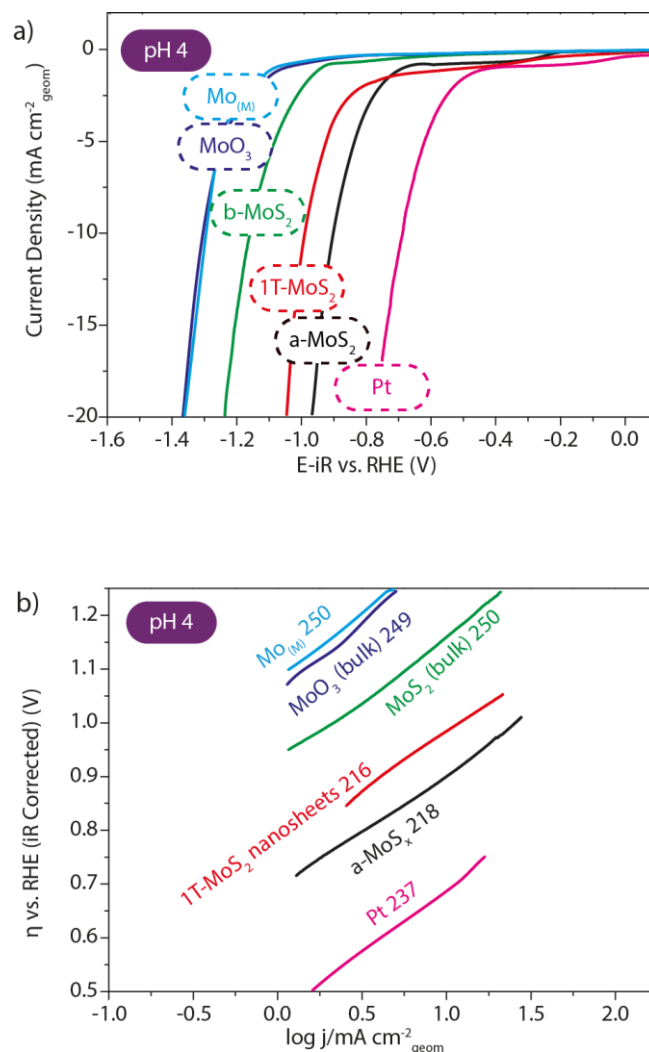 a)
pH 4
0
-5
-10
-15
-20
Current Density (mA cm⁻²geom)
Mo(M)
MoO₃
b-MoS₂
1T-MoS₂
a-MoS₂
Pt
-1.6 -1.4 -1.2 -1.0 -0.8 -0.6 -0.4 -0.2 0.0
E-iR vs. RHE (V)
b)
pH 4
1.2
1.1
1.0
0.9
0.8
0.7
0.6
0.5
η vs. RHE (iR Corrected) (V)
Mo(M) 250
MoO₃ (bulk) 249
MoS₂ (bulk) 250
1T-MoS₂ nanosheets 216
a-MoSₓ 218
Pt 237
-1.0 -0.5 0.0 0.5 1.0 1.5 2.0
log j/mA cm⁻²geom